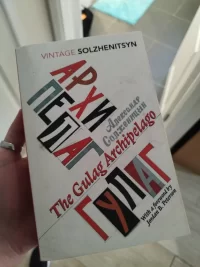 VINTAGE SOLZHENITSYN
АРХИ
ПЕЛАГ
Александр
Солженицын
The Gulag Archipelago
ГУЛАГ
With a foreword by
Jordan B. Peterson